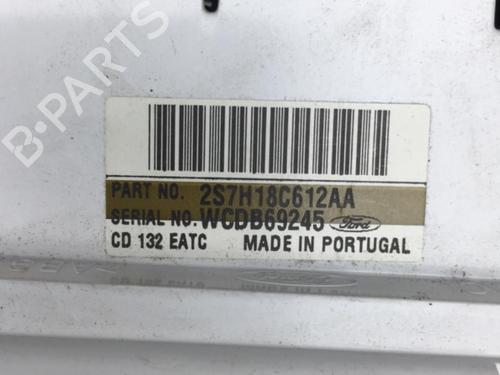 B-PARTS
PART NO. 2S7H18C612AA
SERIAL NO. WCDB69245 Ford
CD 132 EATC MADE IN PORTUGAL